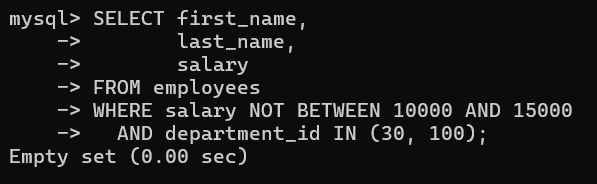 mysql> SELECT first_name,
    ->        last_name,
    ->        salary
    -> FROM employees
    -> WHERE salary NOT BETWEEN 10000 AND 15000
    ->   AND department_id IN (30, 100);
Empty set (0.00 sec)